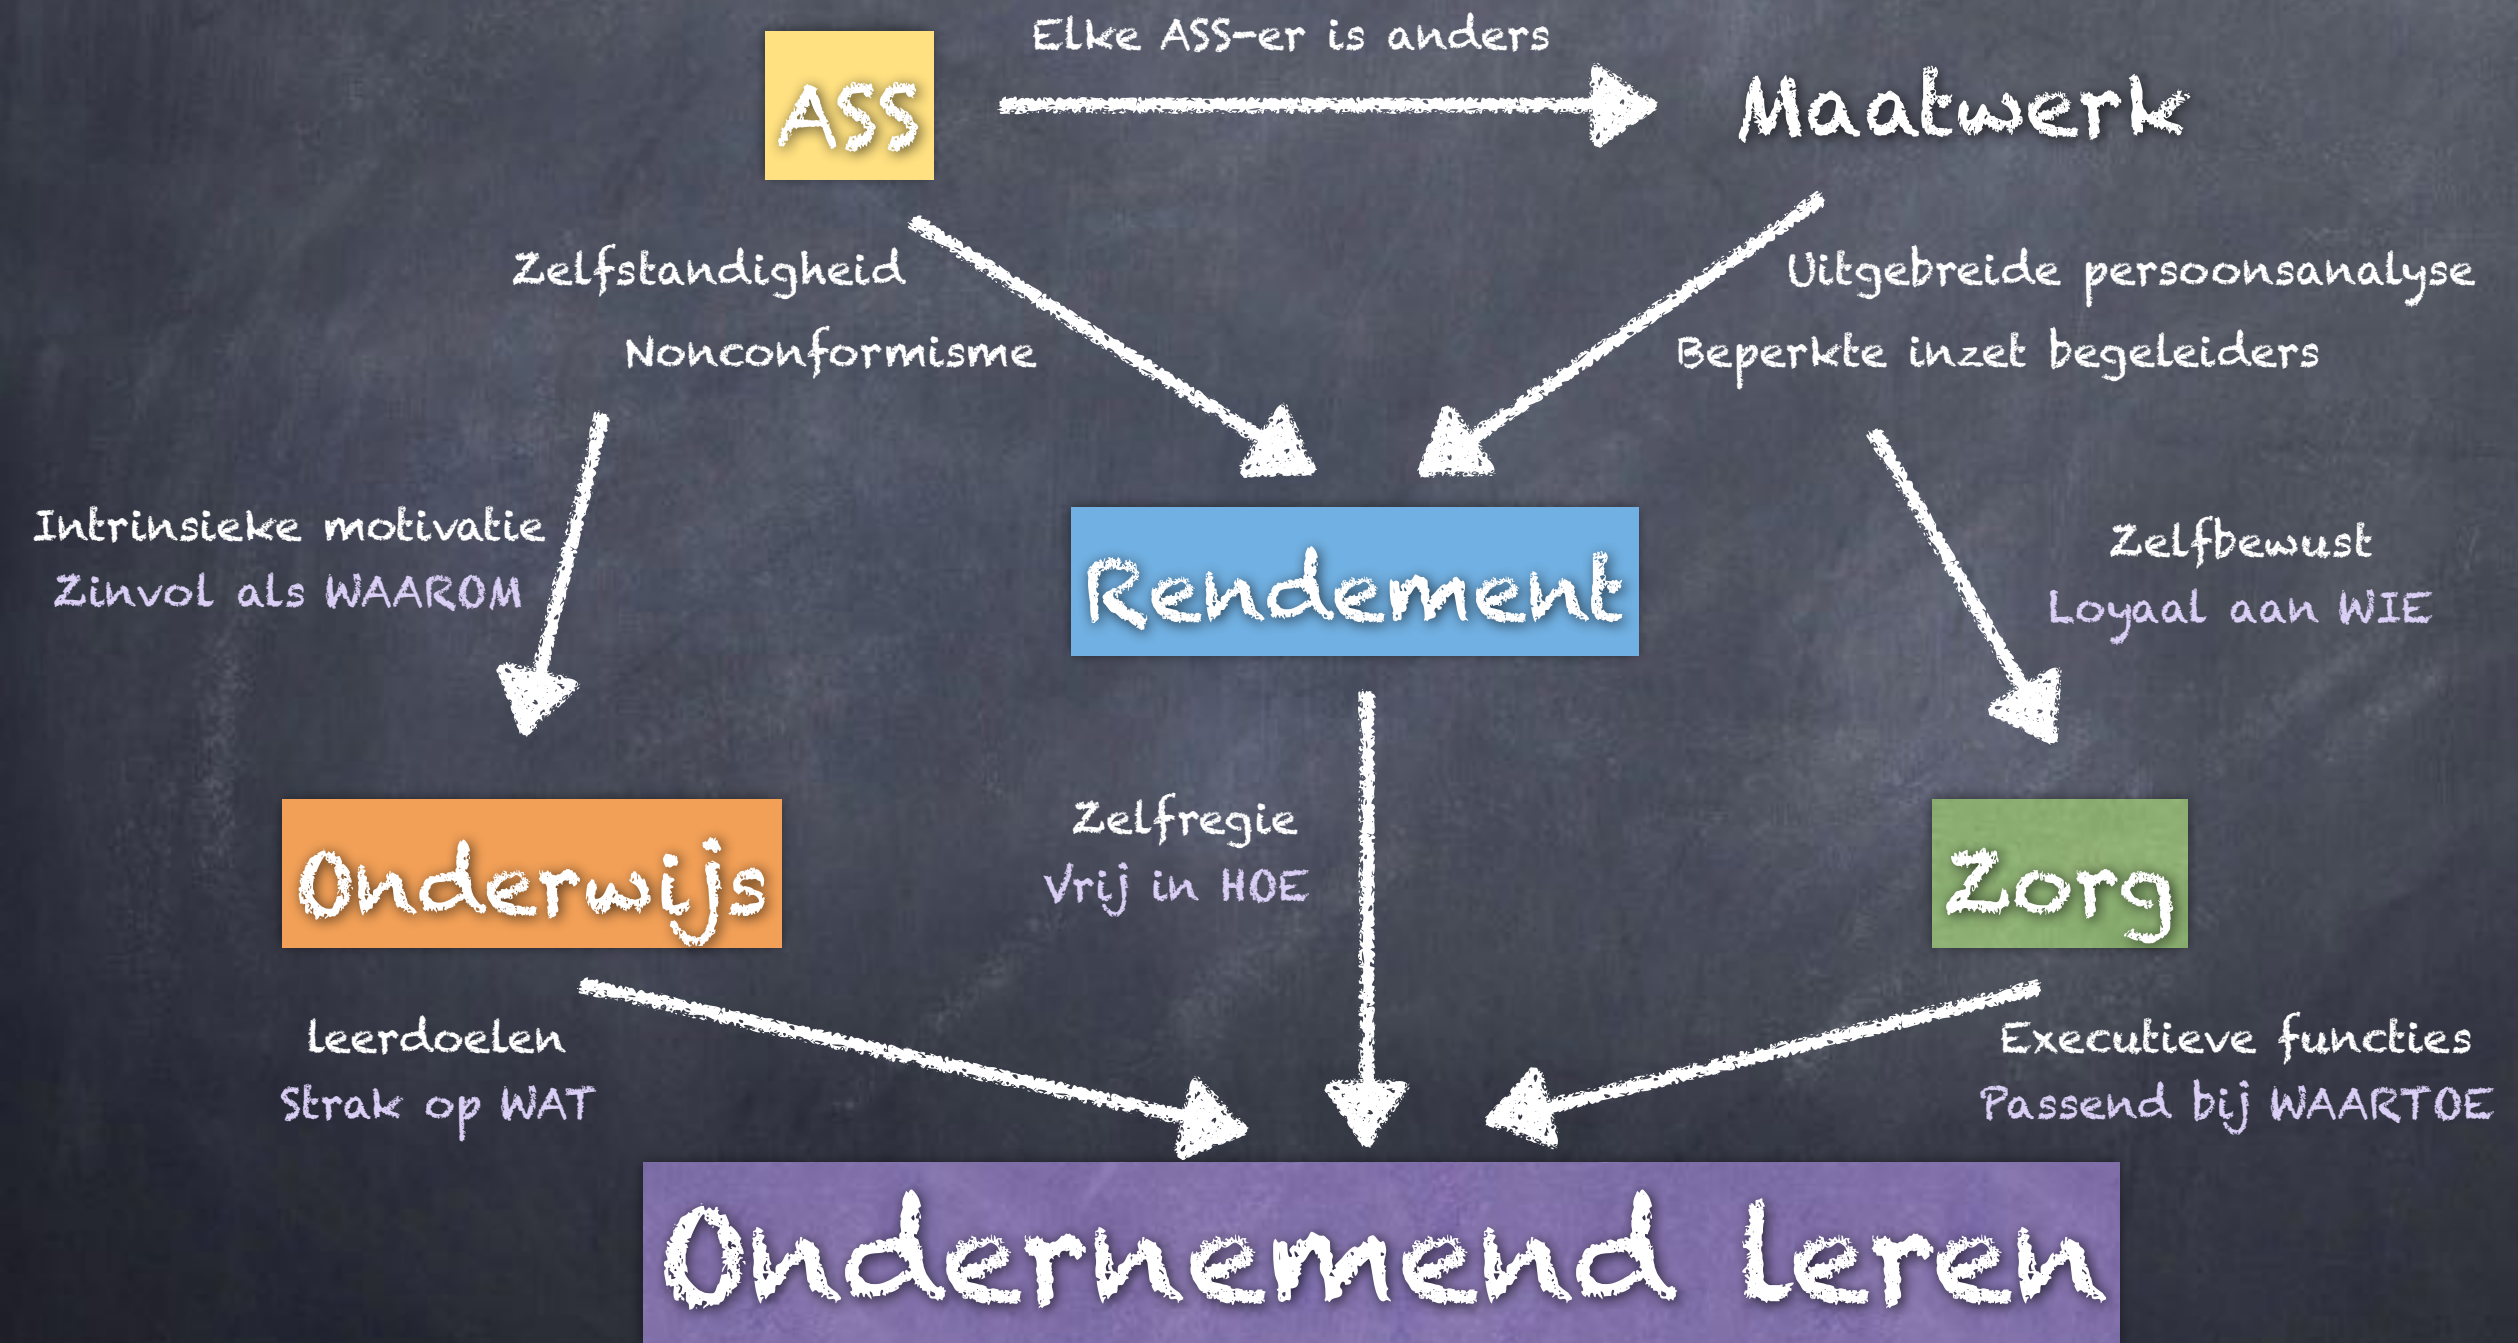 Elke ASS-er is anders
ASS
Maatwerk
Zelfstandigheid
Nonconformisme
Uitgebreide persoonsanalyse
Beperkte inzet begeleiders
Intrinsieke motivatie
Zinvol als WAAROM
Rendement
Zelfbewust
Loyaal aan WIE
Onderwijs
Zelfregie
Vrij in HOE
Zorg
leerdoelen
Strak op WAT
Executieve functies
Passend bij WAARTOE
Ondernemend leren